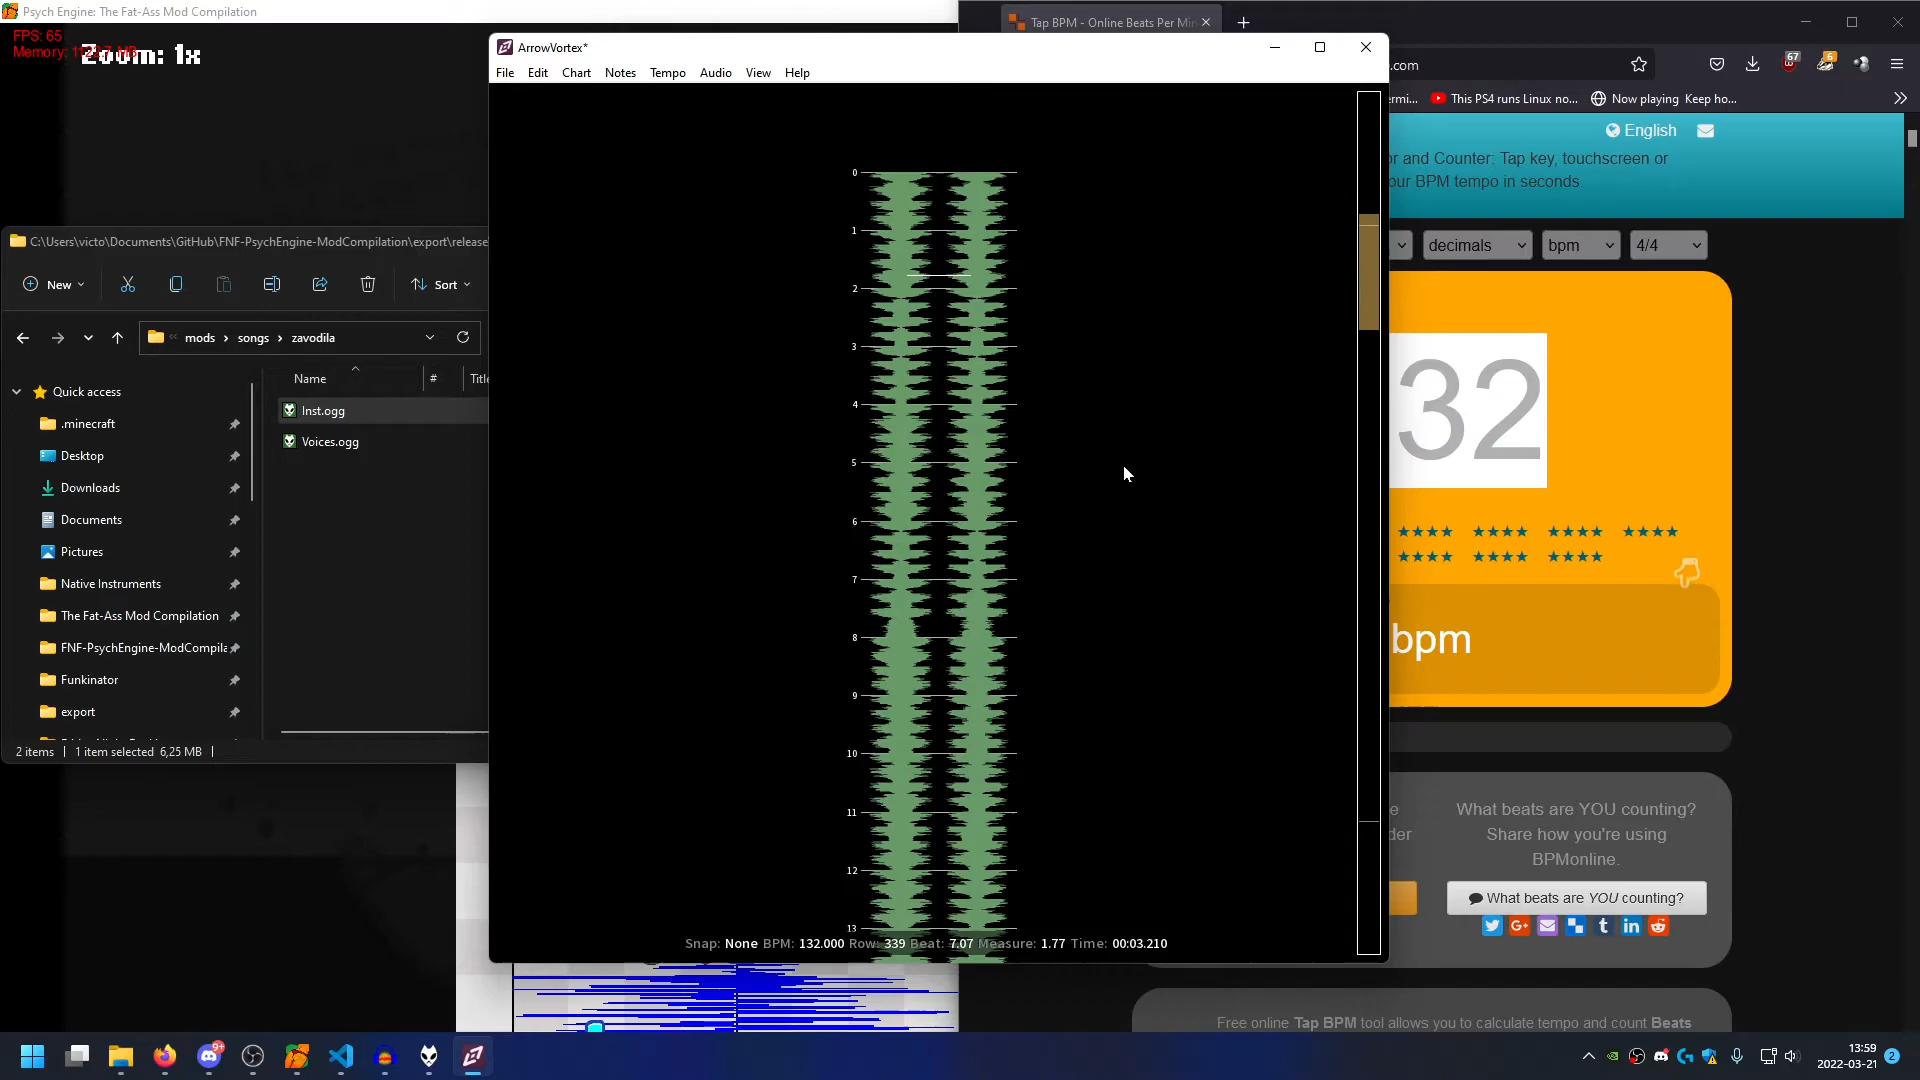 Psych Engine: The Fat-Ass Mod Compilation
FPS: 65
Zoom: 1x
Tap BPM - Online Beats Per Min
ArrowVortex*
File Edit Chart Notes Tempo Audio View Help
.com
67
6
ermi...
This PS4 runs Linux no...
Now playing Keep ho...
English
or and Counter: Tap key, touchscreen or
our BPM tempo in seconds.
decimals
bpm
4/4
32
bpm
C:\Users\victo\Documents\GitHub\FNF-PsychEngine-ModCompilation\export\release
New
Sort
mods > songs > zavodila
Name
#
Title
Quick access
.minecraft
Desktop
Downloads
Documents
Pictures
Native Instruments
The Fat-Ass Mod Compilation
FNF-PsychEngine-ModCompila
Funkinator
export
Inst.ogg
Voices.ogg
2 items
1 item selected 6,25 MB
0
1
2
3
4
5
6
7
8
9
10
11
12
13
Snap: None BPM: 132.000 Row: 339 Beat: 7.07 Measure: 1.77 Time: 00:03.210
e
der
What beats are YOU counting?
Share how you're using
BPMonline.
What beats are YOU counting?
Free online Tap BPM tool allows you to calculate tempo and count Beats
9+
13:59
2022-03-21
2